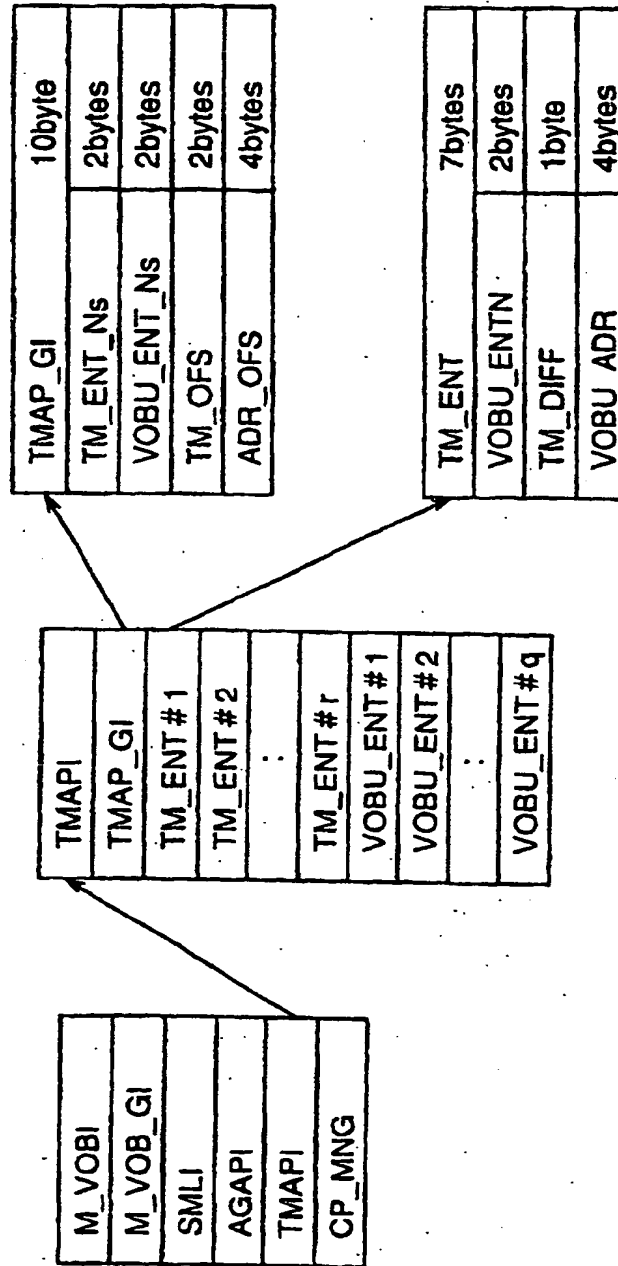 M_VOBI
M_VOB_GI
SMLI
AGAPI
TMAPI
CP_MNG
TMAPI
TMAP_GI
TM_ENT#1
TM_ENT#2
:
TM_ENT#r
VOBU_ENT#1
VOBU_ENT#2
:
VOBU_ENT#q
TMAP_GI 10byte
TM_ENT_Ns 2bytes
VOBU_ENT_Ns 2bytes
TM_OFS 2bytes
ADR_OFS 4bytes
TM_ENT 7bytes
VOBU_ENTN 2bytes
TM_DIFF 1byte
VOBU_ADR 4bytes